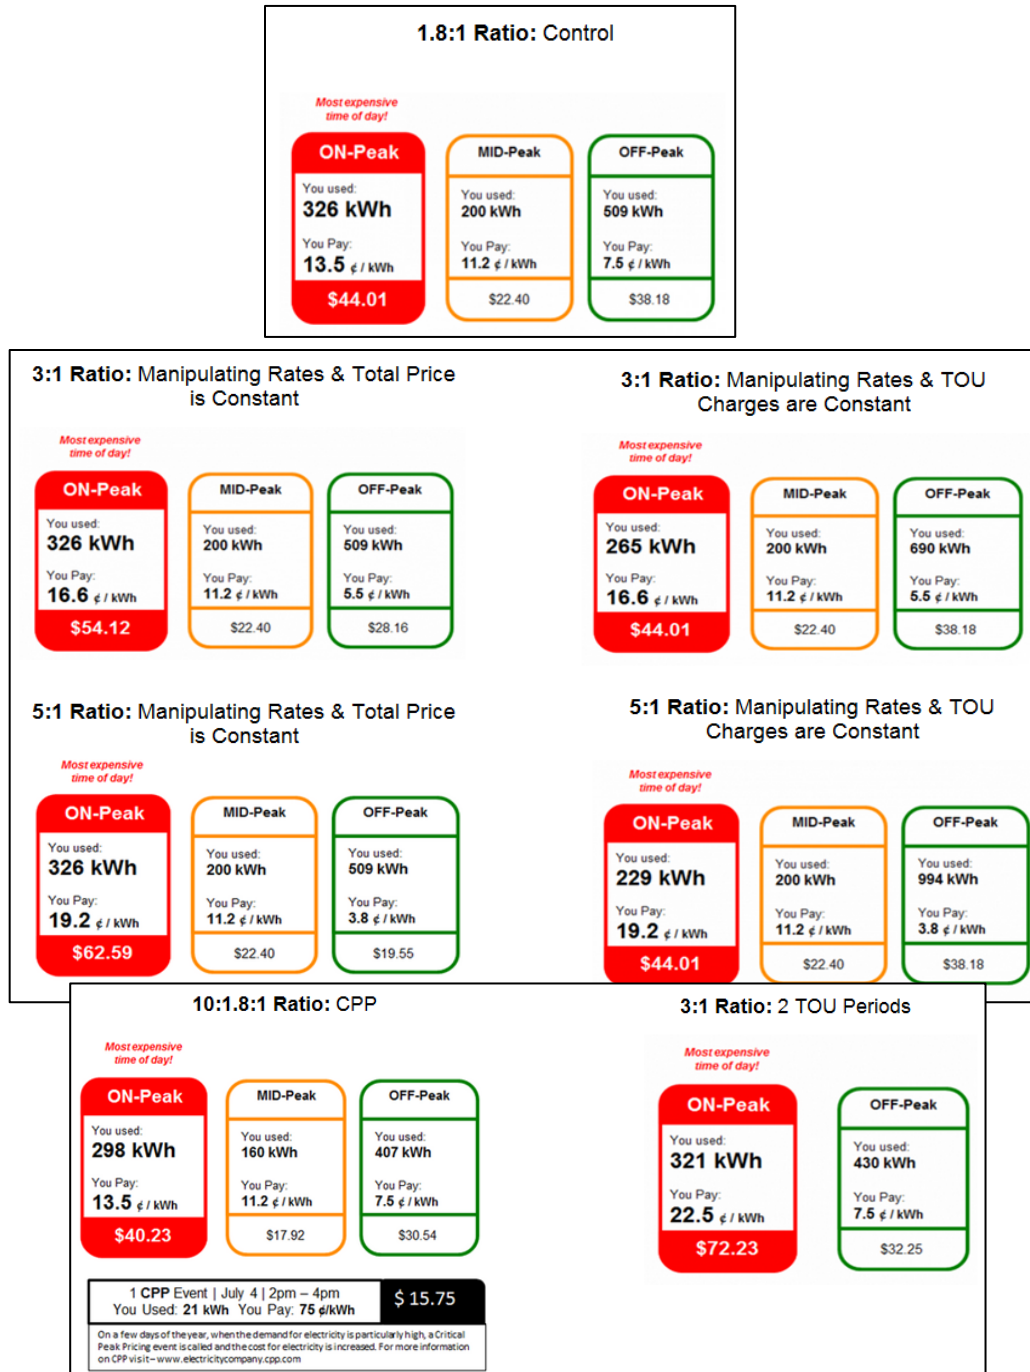 1.8:1 Ratio: Control
Most expensive
time of day!
ON-Peak
You used:
326 kWh
You Pay:
13.5 ¢ / kWh
$44.01
MID-Peak
You used:
200 kWh
You Pay:
11.2 ¢ / kWh
$22.40
OFF-Peak
You used:
509 kWh
You Pay:
7.5 ¢ / kWh
$38.18
3:1 Ratio: Manipulating Rates & Total Price
is Constant
Most expensive
time of day!
ON-Peak
You used:
326 kWh
You Pay:
16.6 ¢ / kWh
$54.12
MID-Peak
You used:
200 kWh
You Pay:
11.2 ¢ / kWh
$22.40
OFF-Peak
You used:
509 kWh
You Pay:
5.5 ¢ / kWh
$28.16
3:1 Ratio: Manipulating Rates & TOU
Charges are Constant
Most expensive
time of day!
ON-Peak
You used:
265 kWh
You Pay:
16.6 ¢ / kWh
$44.01
MID-Peak
You used:
200 kWh
You Pay:
11.2 ¢ / kWh
$22.40
OFF-Peak
You used:
690 kWh
You Pay:
5.5 ¢ / kWh
$38.18
5:1 Ratio: Manipulating Rates & Total Price
is Constant
Most expensive
time of day!
ON-Peak
You used:
326 kWh
You Pay:
19.2 ¢ / kWh
$62.59
MID-Peak
You used:
200 kWh
You Pay:
11.2 ¢ / kWh
$22.40
OFF-Peak
You used:
509 kWh
You Pay:
3.8 ¢ / kWh
$19.55
5:1 Ratio: Manipulating Rates & TOU
Charges are Constant
Most expensive
time of day!
ON-Peak
You used:
229 kWh
You Pay:
19.2 ¢ / kWh
$44.01
MID-Peak
You used:
200 kWh
You Pay:
11.2 ¢ / kWh
$22.40
OFF-Peak
You used:
994 kWh
You Pay:
3.8 ¢ / kWh
$38.18
10:1.8:1 Ratio: CPP
Most expensive
time of day!
ON-Peak
You used:
298 kWh
You Pay:
13.5 ¢ / kWh
$40.23
MID-Peak
You used:
160 kWh
You Pay:
11.2 ¢ / kWh
$17.92
OFF-Peak
You used:
407 kWh
You Pay:
7.5 ¢ / kWh
$30.54
1 CPP Event | July 4 | 2pm – 4pm
You Used: 21 kWh You Pay: 75 ¢/kWh
$ 15.75
On a few days of the year, when the demand for electricity is particularly high, a Critical
Peak Pricing event is called and the cost for electricity is increased. For more information
on CPP visit – www.electricitycompany.cpp.com
3:1 Ratio: 2 TOU Periods
Most expensive
time of day!
ON-Peak
You used:
321 kWh
You Pay:
22.5 ¢ / kWh
$72.23
OFF-Peak
You used:
430 kWh
You Pay:
7.5 ¢ / kWh
$32.25